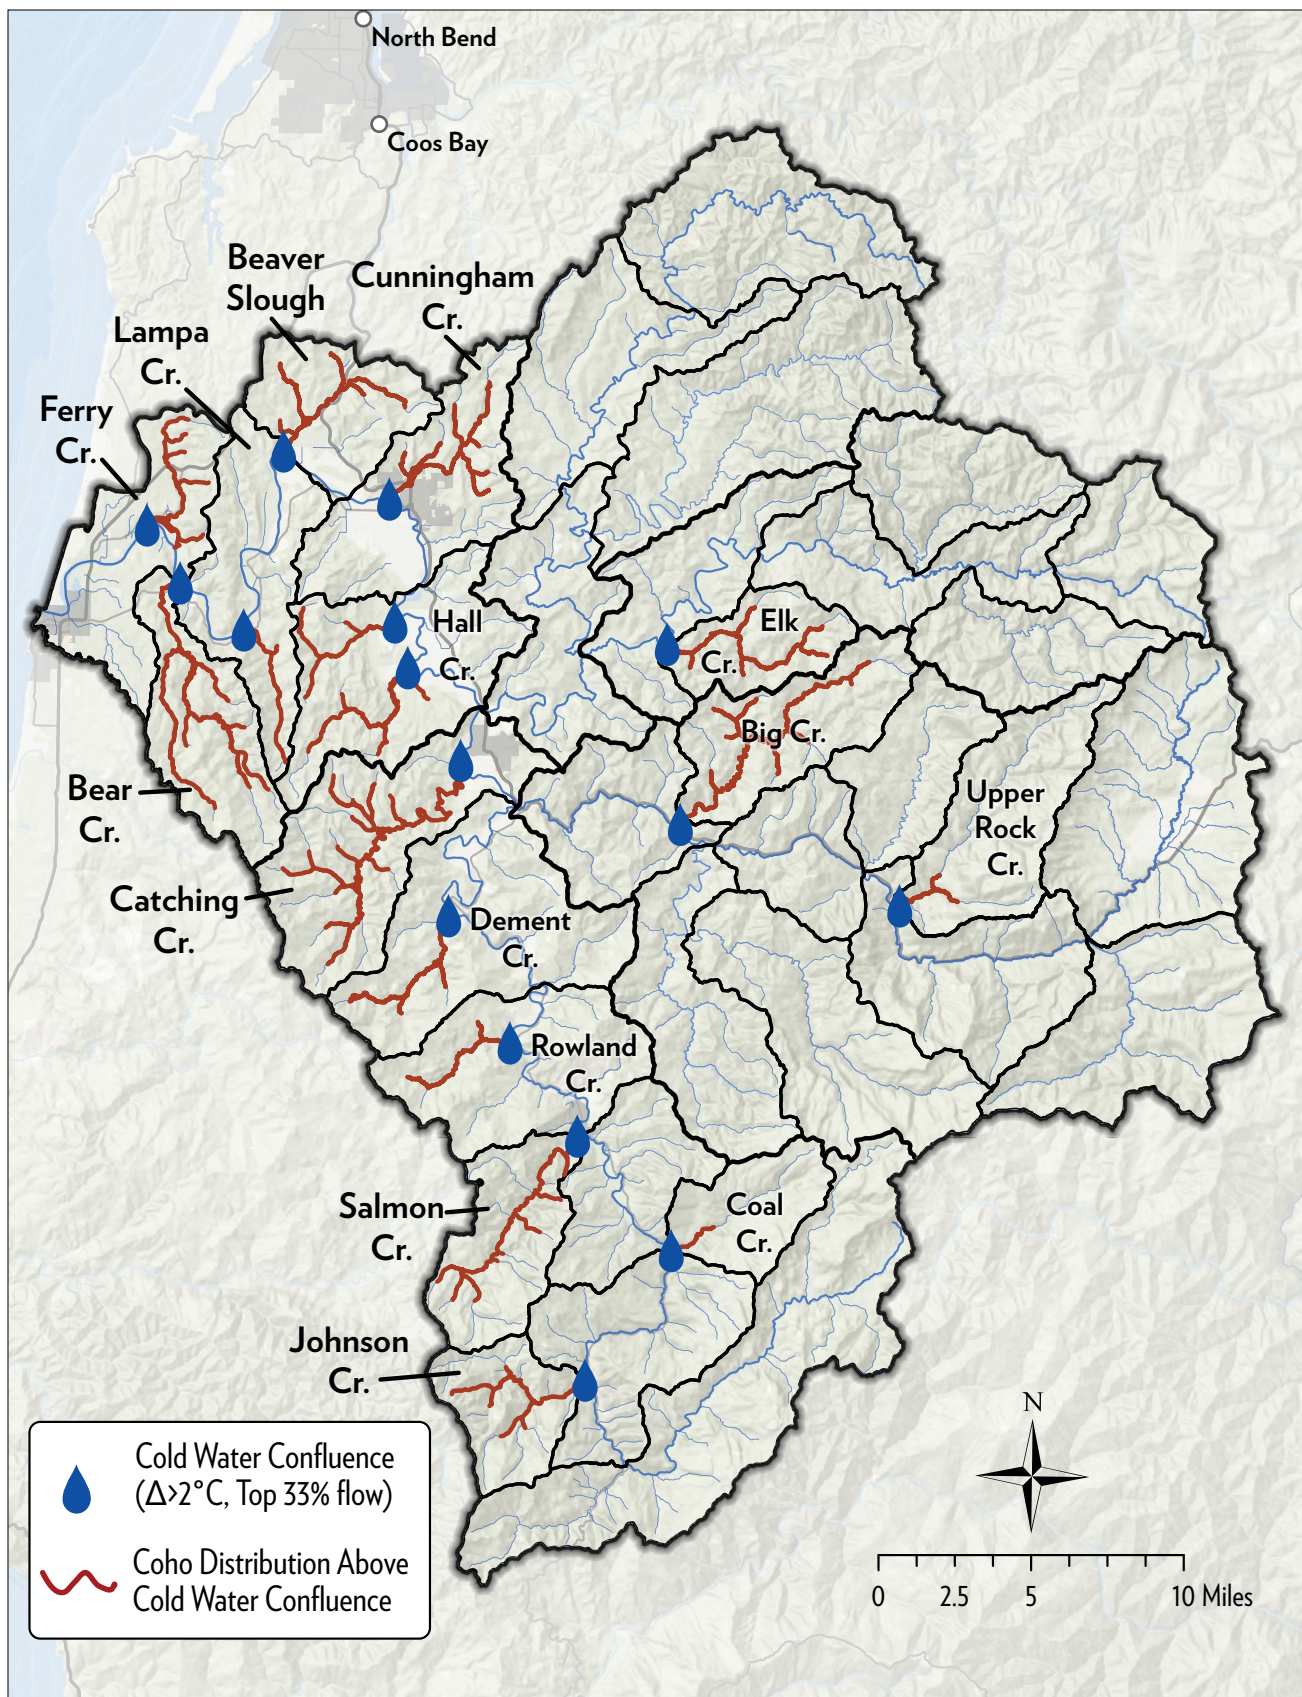 North Bend
Coos Bay
Beaver
Slough
Cunningham
Cr.
Lampa
Cr.
Ferry
Cr.
Hall
Cr.
Elk
Cr.
Big Cr.
Bear
Cr.
Upper
Rock
Cr.
Catching
Cr.
Dement
Cr.
Rowland
Cr.
Salmon
Cr.
Coal
Cr.
Johnson
Cr.
N
Cold Water Confluence
(Δ>2°C, Top 33% flow)
Coho Distribution Above
Cold Water Confluence
0 2.5 5 10 Miles